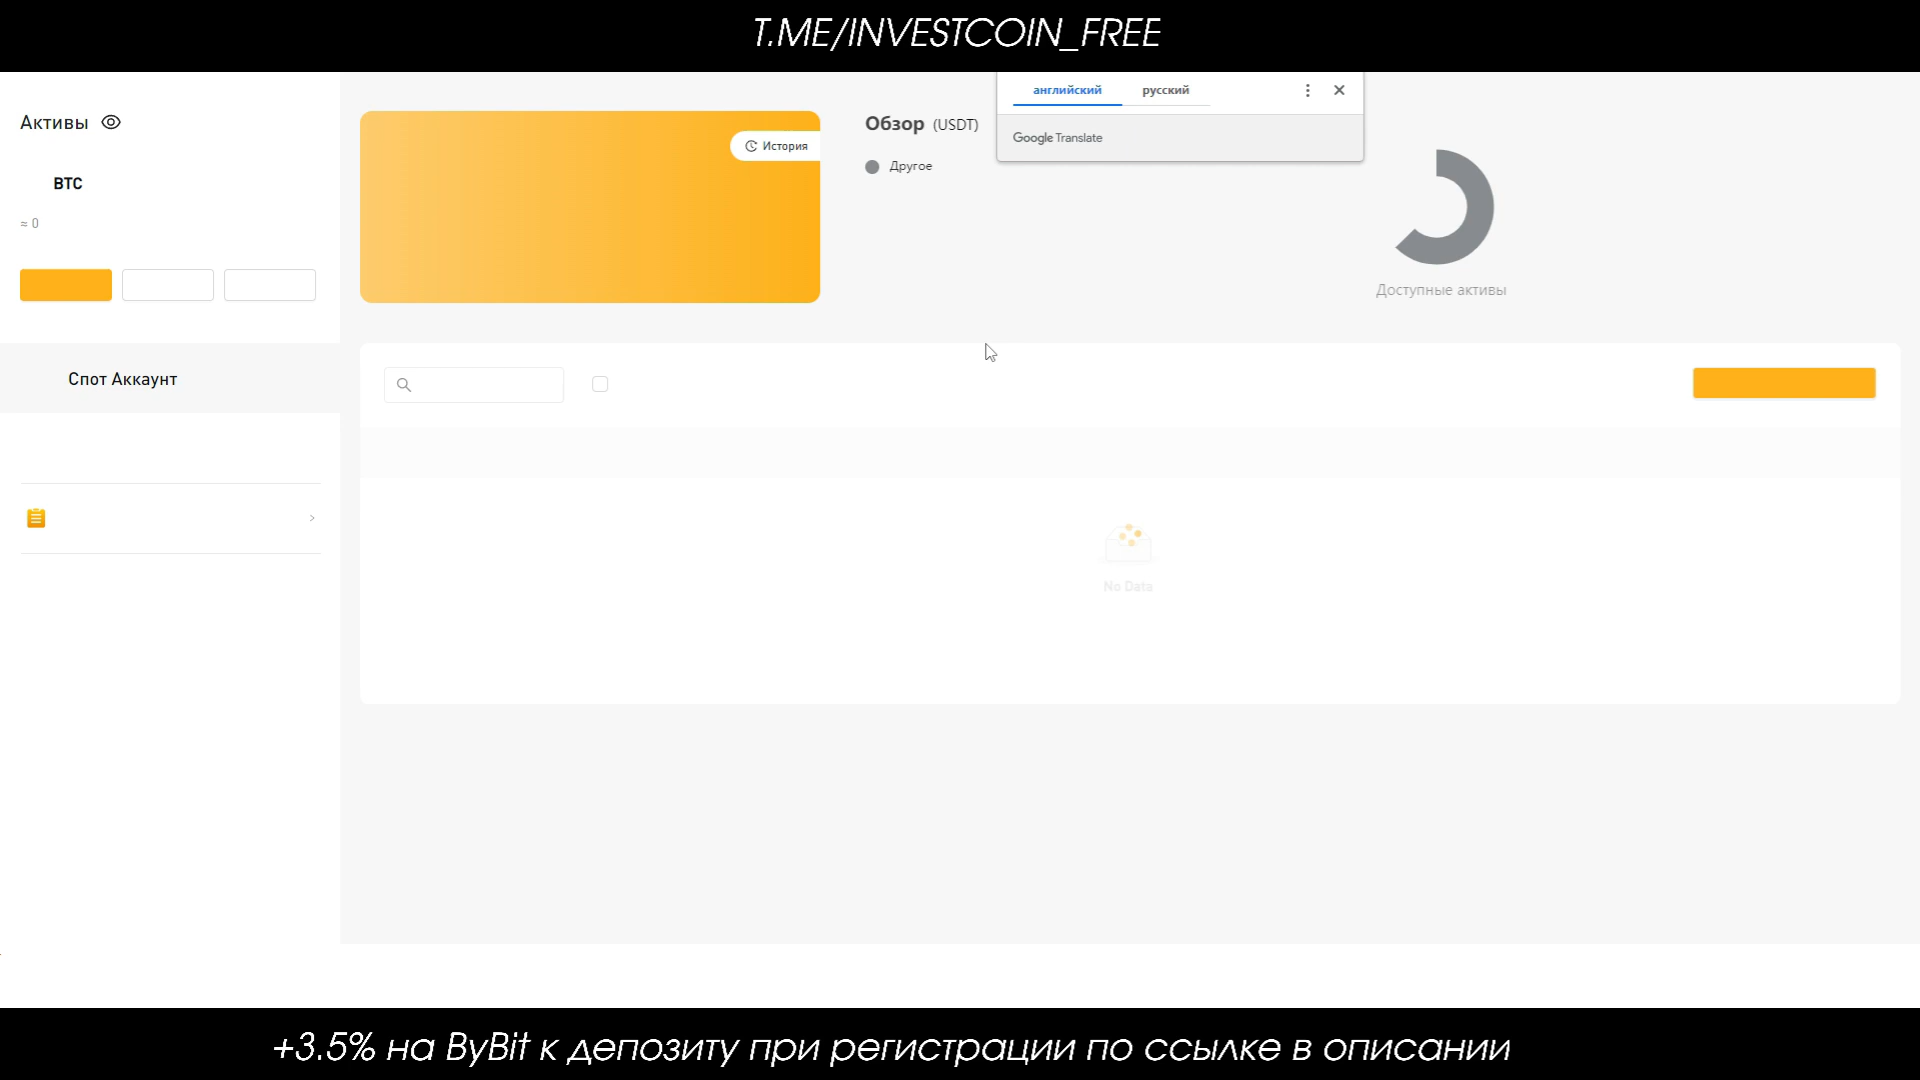 T.ME/INVESTCOIN_FREE
Активы
BTC
≈ 0
Спот Аккаунт
История
Обзор (USDT)
Другое
английский русский
Google Translate
Доступные активы
No Data
+3.5% на ByBit к депозиту при регистрации по ссылке в описании